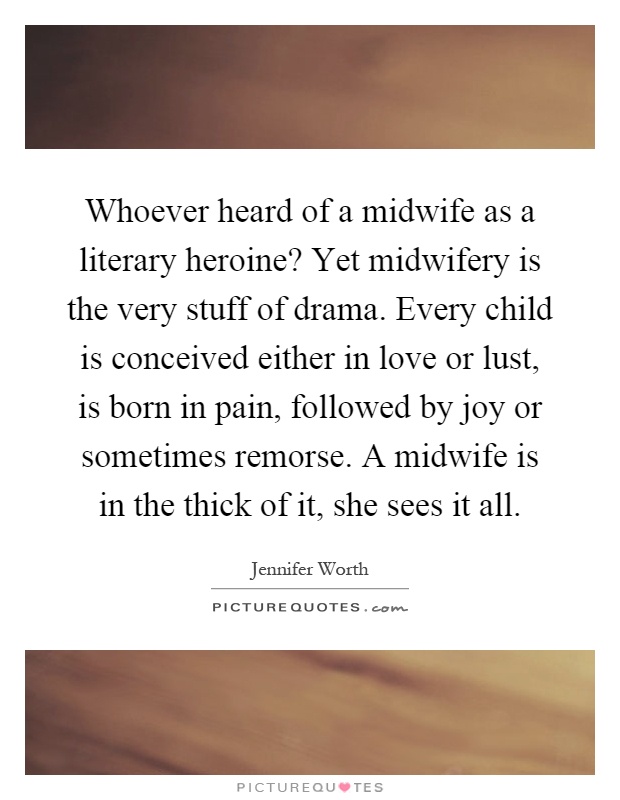 Whoever heard of a midwife as a
literary heroine? Yet midwifery is
the very stuff of drama. Every child
is conceived either in love or lust,
is born in pain, followed by joy or
sometimes remorse. A midwife is
in the thick of it, she sees it all.
Jennifer Worth
PICTUREQUOTES.com
PICTUREQU♥TES